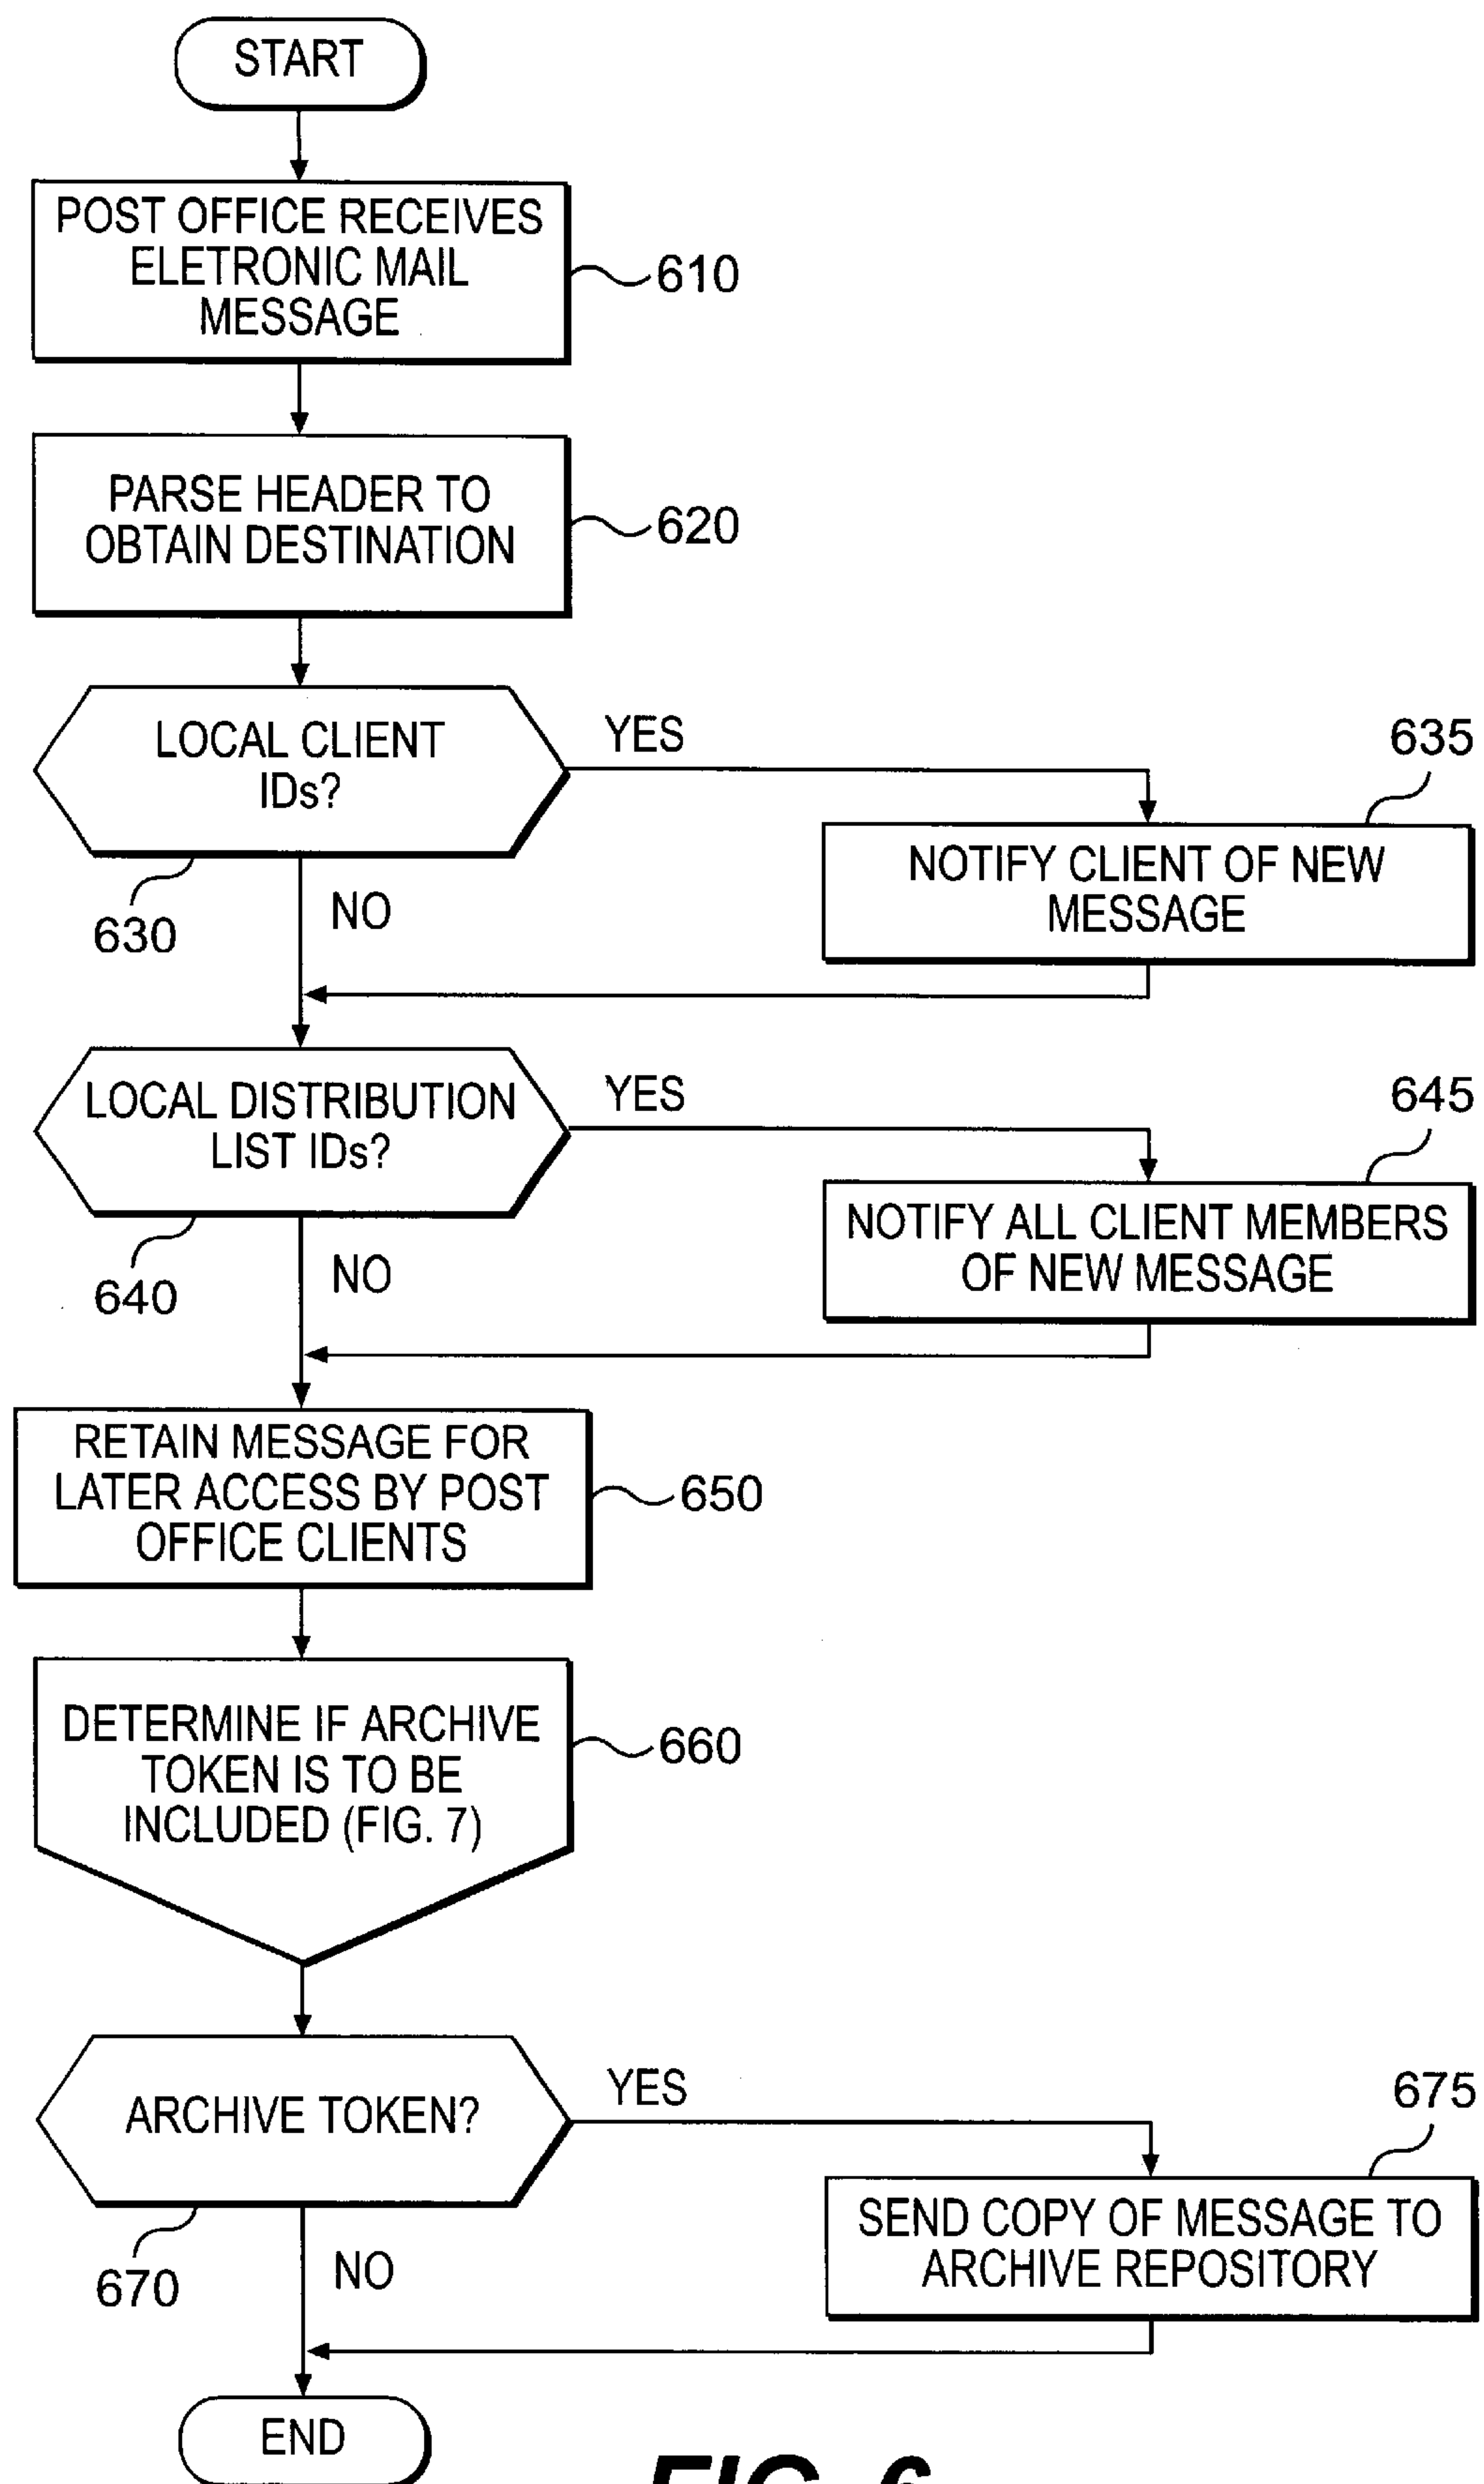 START
POST OFFICE RECEIVES
ELETRONIC MAIL
MESSAGE
610
PARSE HEADER TO
OBTAIN DESTINATION
620
LOCAL CLIENT
IDs?
YES
635
630
NO
NOTIFY CLIENT OF NEW
MESSAGE
LOCAL DISTRIBUTION
LIST IDs?
YES
645
640
NO
NOTIFY ALL CLIENT MEMBERS
OF NEW MESSAGE
RETAIN MESSAGE FOR
LATER ACCESS BY POST
OFFICE CLIENTS
650
DETERMINE IF ARCHIVE
TOKEN IS TO BE
INCLUDED (FIG. 7)
660
ARCHIVE TOKEN?
YES
675
670
NO
SEND COPY OF MESSAGE TO
ARCHIVE REPOSITORY
END
FIG. 6